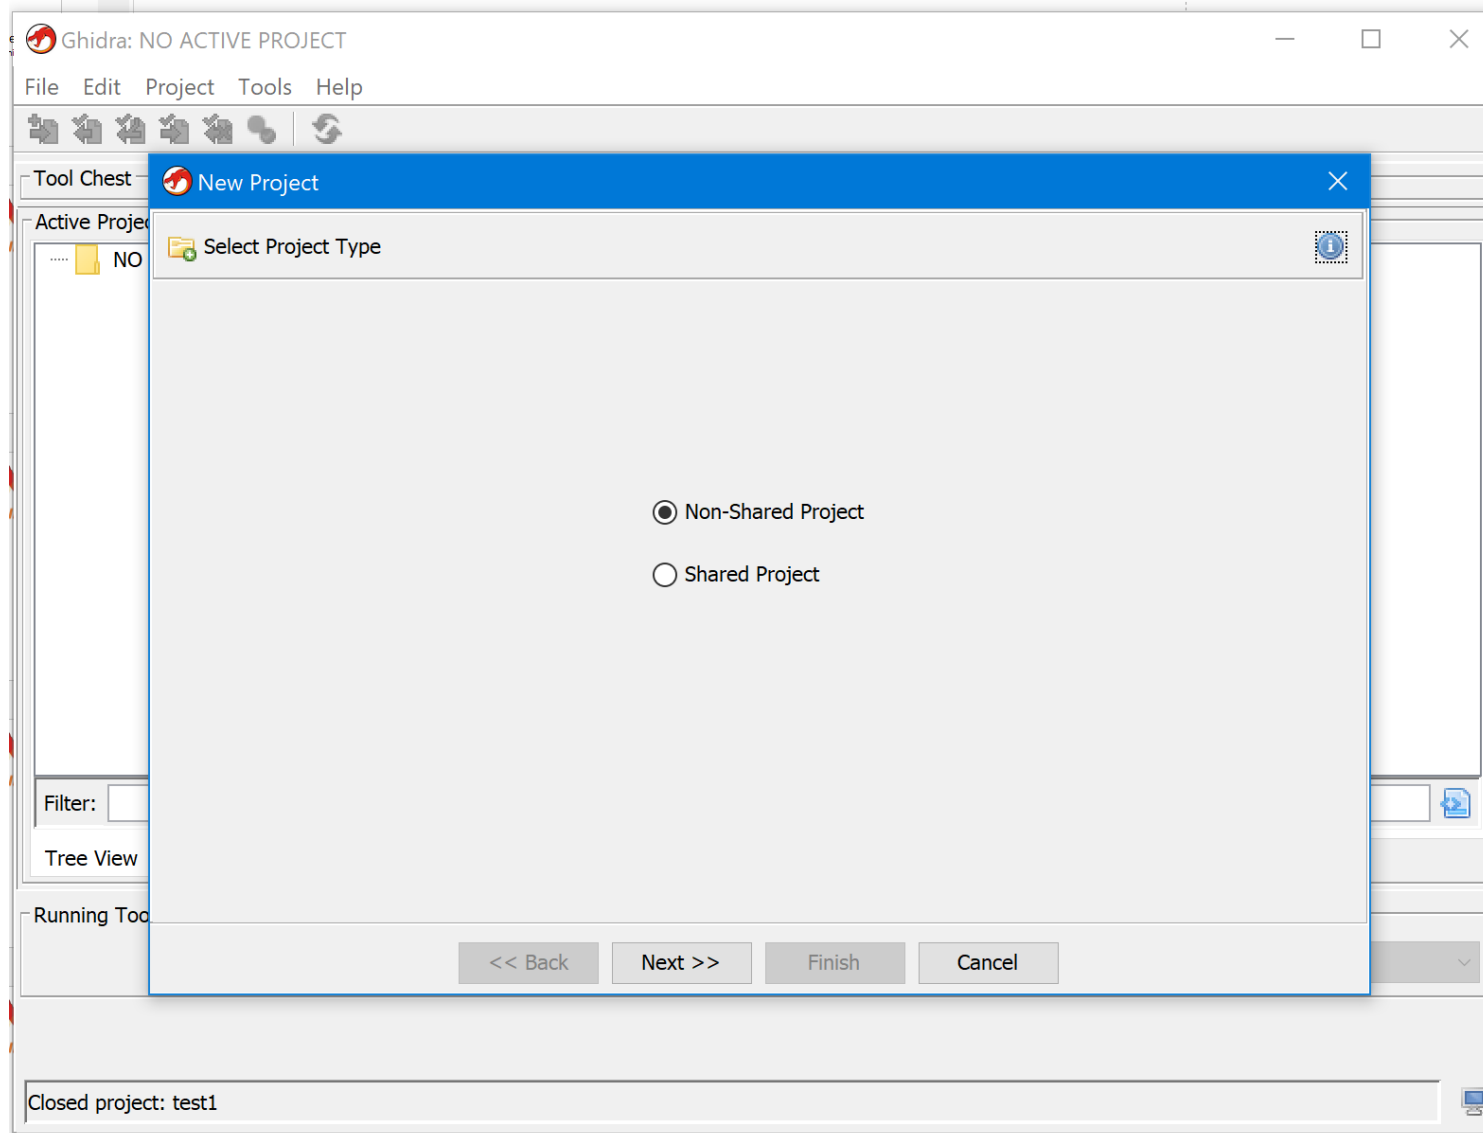 Ghidra: NO ACTIVE PROJECT
File Edit Project Tools Help
Tool Chest
New Project
Active Projec
Select Project Type
NO
Non-Shared Project
Shared Project
Filter:
Tree View
Running Too
<< Back Next >> Finish Cancel
Closed project: test1